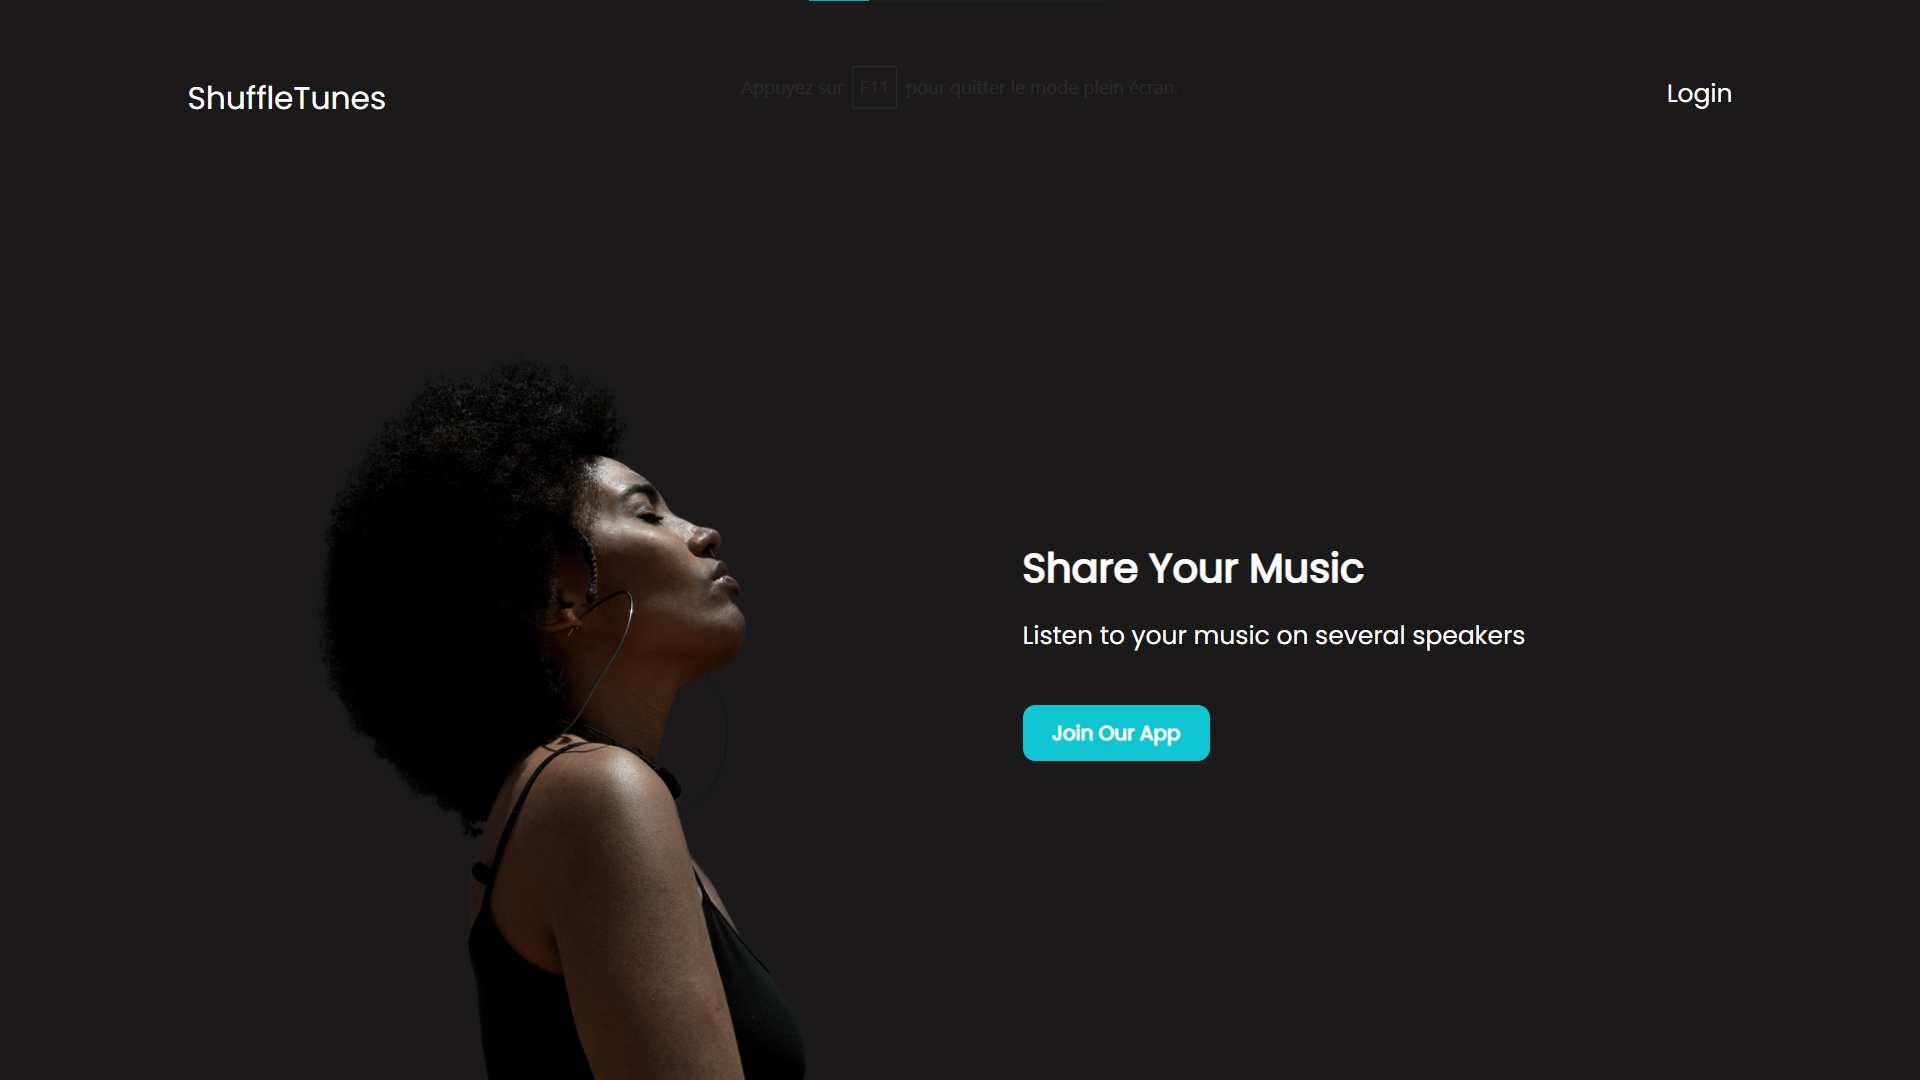 ShuffleTunes
Appuyez sur F11 pour quitter le mode plein écran.
Login
Share Your Music
Listen to your music on several speakers
Join Our App